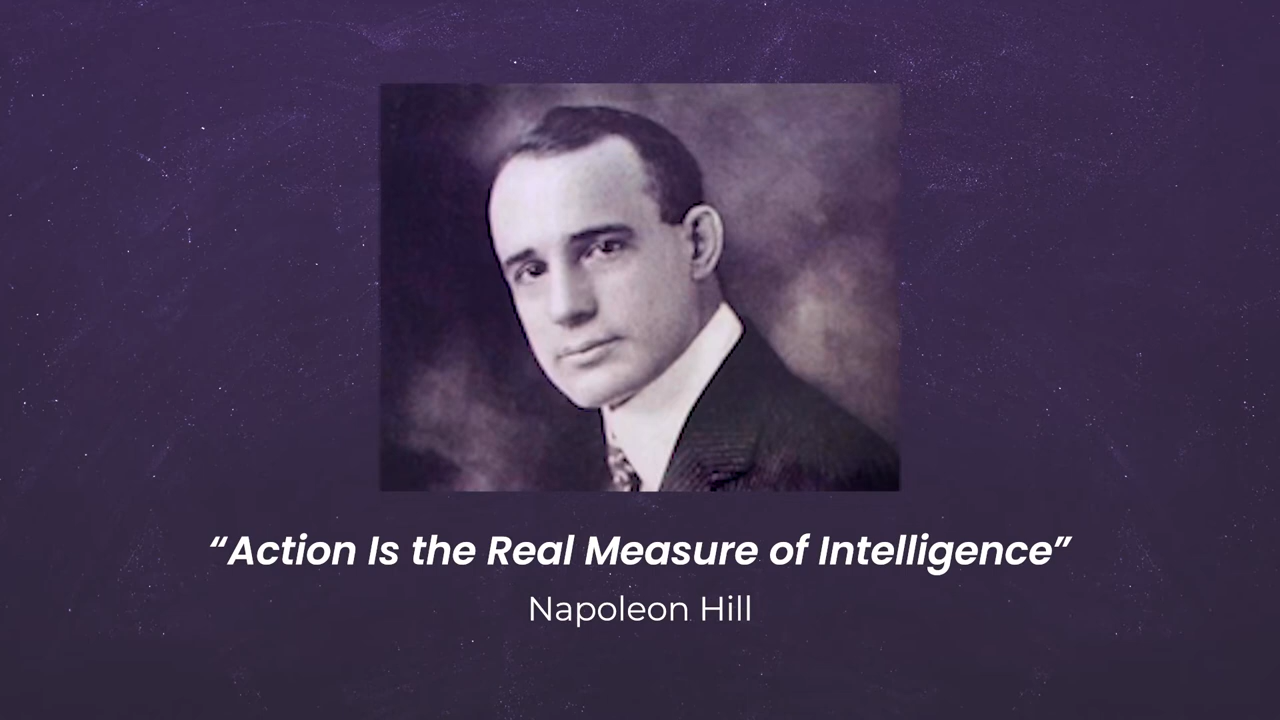 “Action Is the Real Measure of Intelligence”
Napoleon Hill